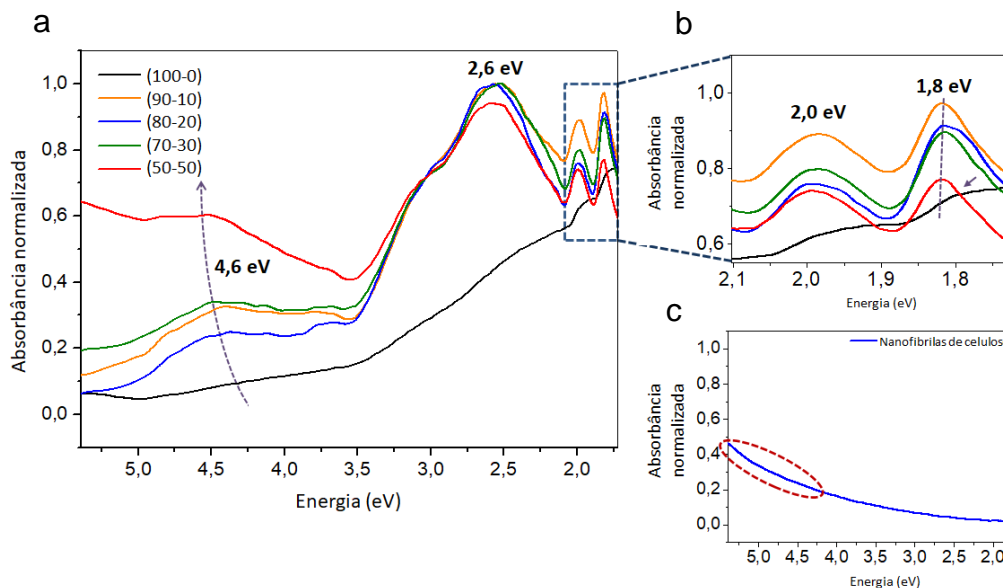 a
Absorbância normalizada
1,0
0,8
0,6
0,4
0,2
0,0
(100-0)
(90-10)
(80-20)
(70-30)
(50-50)
2,6 eV
4,6 eV
5,0 4,5 4,0 3,5 3,0 2,5 2,0
Energia (eV)
b
Absorbância
normalizada
1,0
0,8
0,6
2,0 eV
1,8 eV
2,1 2,0 1,9 1,8
Energia (eV)
c
Absorbância
normalizada
1,0
0,8
0,6
0,4
0,2
0,0
Nanofibrilas de celulos
5,0 4,5 4,0 3,5 3,0 2,5 2,0
Energia (eV)